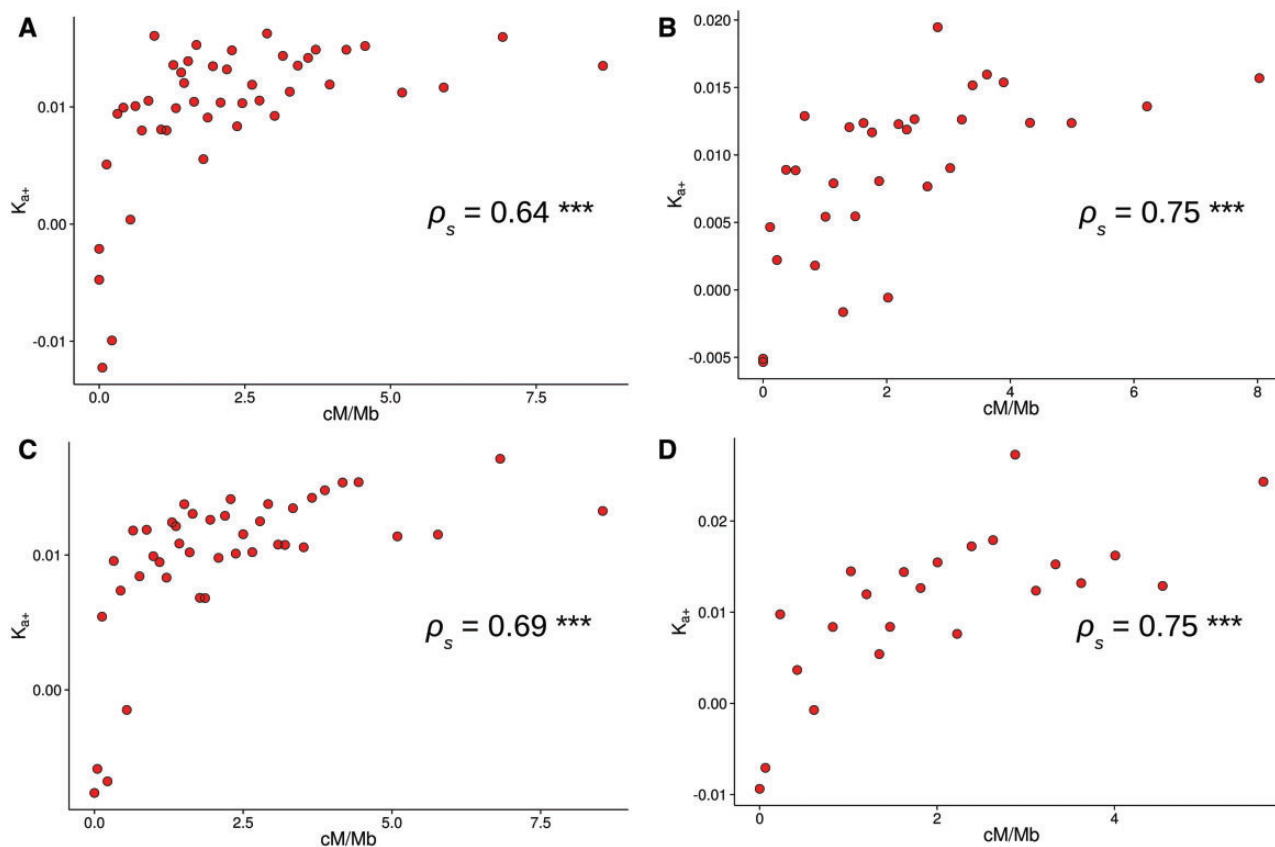 A
0.01
0.00
-0.01
Ka+
ρs = 0.64 ***
0.0 2.5 5.0 7.5
cM/Mb
B
0.020
0.015
0.010
0.005
0.000
-0.005
Ka+
ρs = 0.75 ***
0 2 4 6 8
cM/Mb
C
0.01
0.00
Ka+
ρs = 0.69 ***
0.0 2.5 5.0 7.5
cM/Mb
D
0.02
0.01
0.00
-0.01
Ka+
ρs = 0.75 ***
0 2 4
cM/Mb